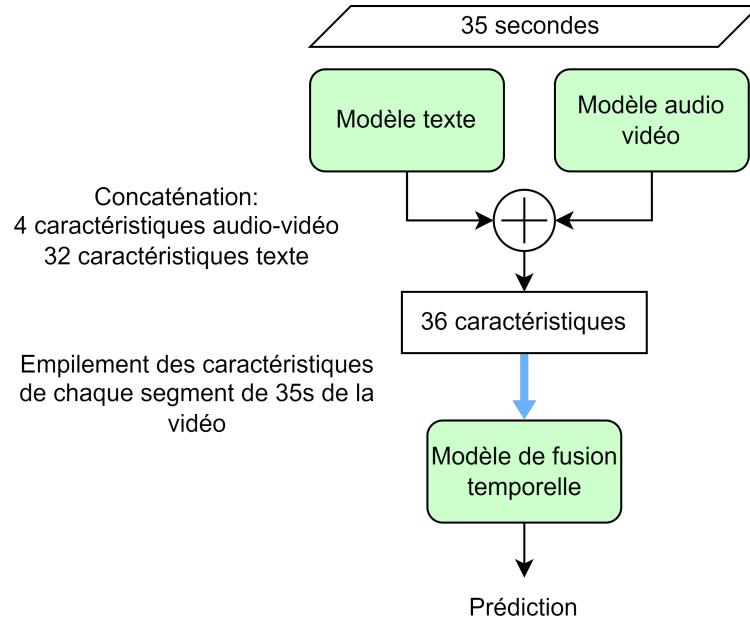 35 secondes
Modèle texte
Modèle audio
vidéo
Concaténation:
4 caractéristiques audio-vidéo
32 caractéristiques texte
36 caractéristiques
Empilement des caractéristiques
de chaque segment de 35s de la
vidéo
Modèle de fusion
temporelle
Prédiction